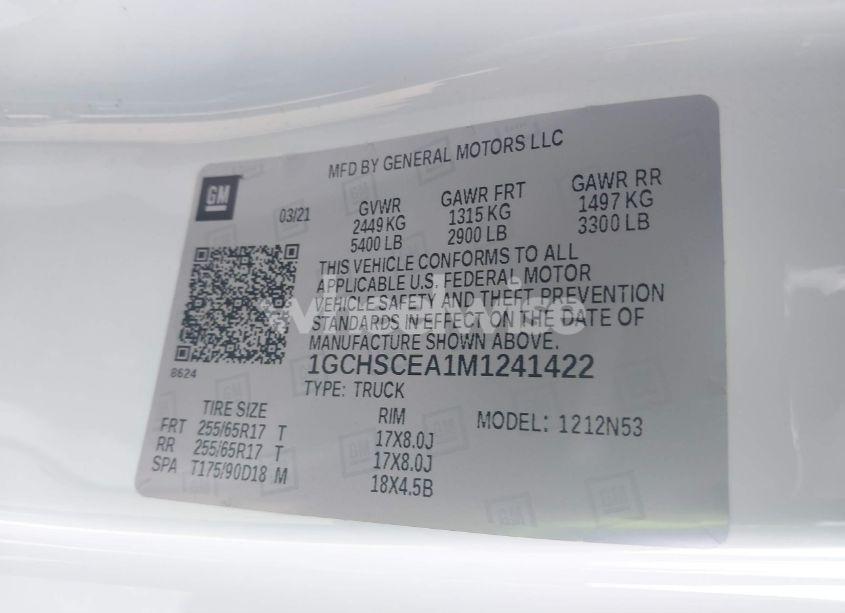 MFD BY GENERAL MOTORS LLC
GM
03/21
GVWR GAWR FRT GAWR RR
2449 KG 1315 KG 1497 KG
5400 LB 2900 LB 3300 LB
THIS VEHICLE CONFORMS TO ALL
APPLICABLE U.S. FEDERAL MOTOR
VEHICLE SAFETY AND THEFT PREVENTION
STANDARDS IN EFFECT ON THE DATE OF
MANUFACTURE SHOWN ABOVE.
8624
1GCHSCEA1M1241422
TYPE: TRUCK
TIRE SIZE RIM MODEL: 1212N53
FRT 255/65R17 T 17X8.0J
RR 255/65R17 T 17X8.0J
SPA T175/90D18 M 18X4.5B